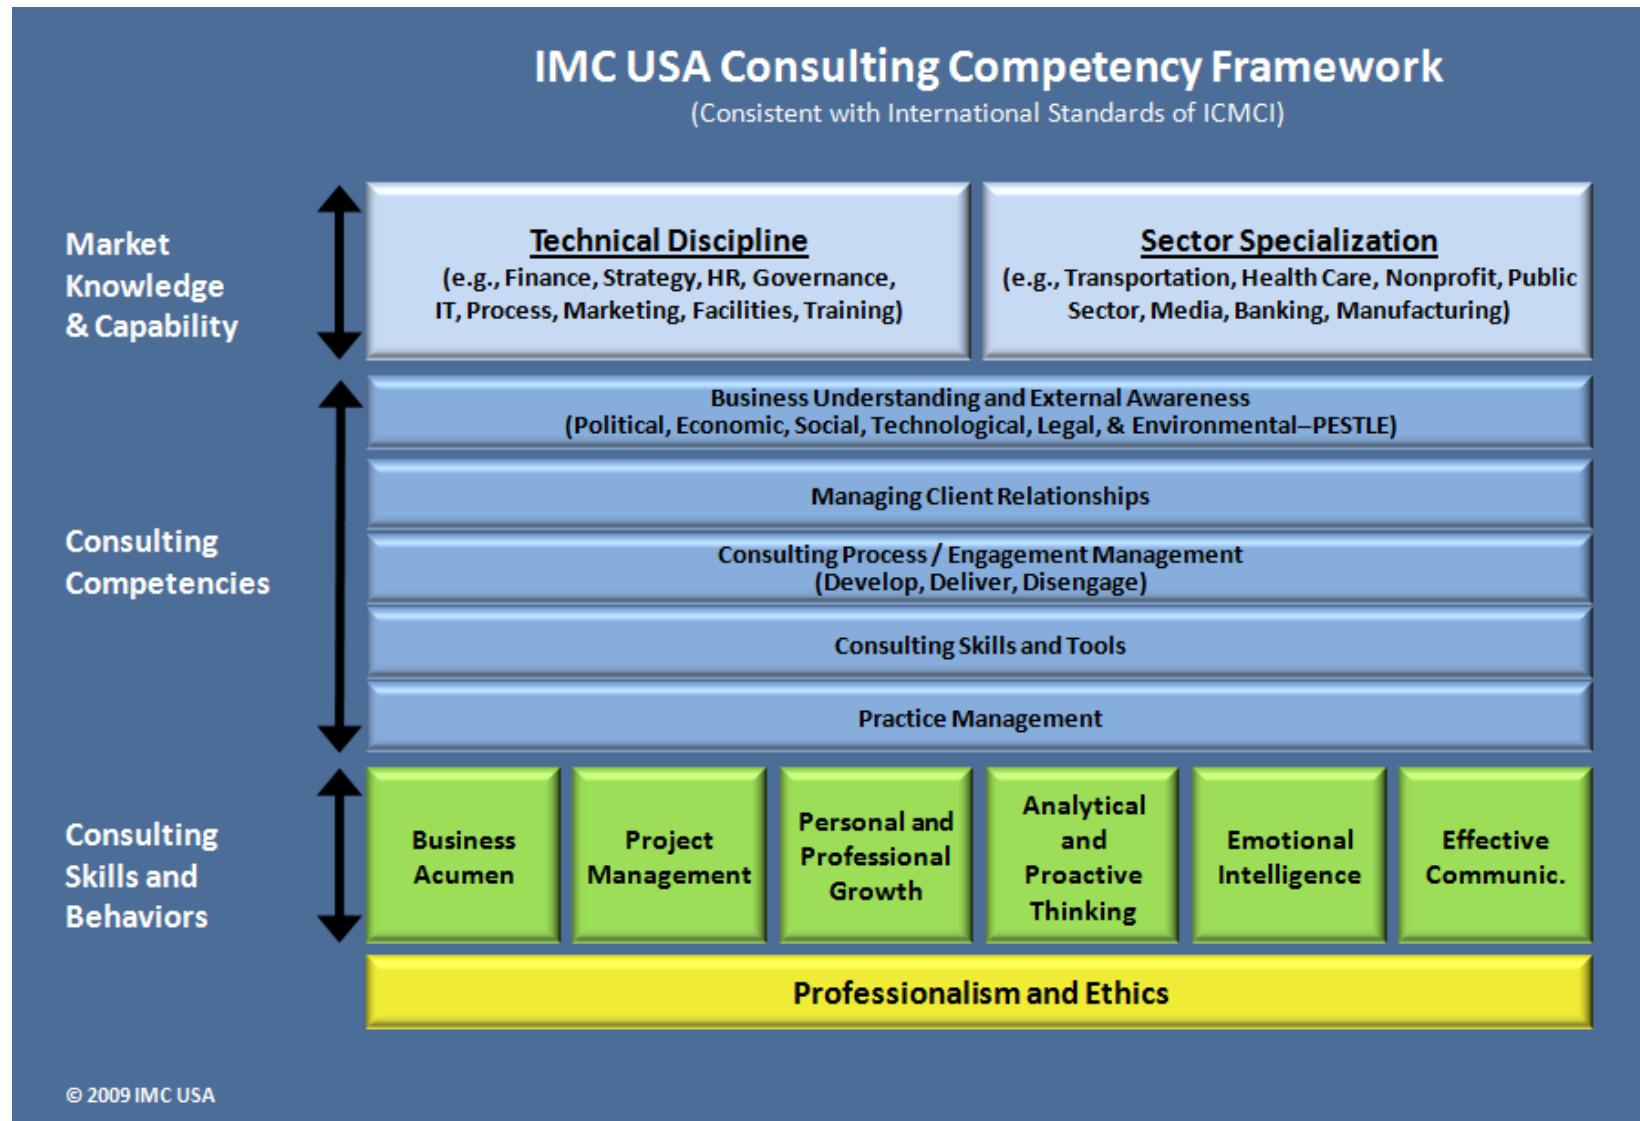 IMC USA Consulting Competency Framework
(Consistent with International Standards of ICMCI)
Market
Knowledge
& Capability
Technical Discipline
(e.g., Finance, Strategy, HR, Governance,
IT, Process, Marketing, Facilities, Training)
Sector Specialization
(e.g., Transportation, Health Care, Nonprofit, Public
Sector, Media, Banking, Manufacturing)
Consulting
Competencies
Business Understanding and External Awareness
(Political, Economic, Social, Technological, Legal, & Environmental–PESTLE)
Managing Client Relationships
Consulting Process / Engagement Management
(Develop, Deliver, Disengage)
Consulting Skills and Tools
Practice Management
Consulting
Skills and
Behaviors
Business
Acumen
Project
Management
Personal and
Professional
Growth
Analytical
and
Proactive
Thinking
Emotional
Intelligence
Effective
Communic.
Professionalism and Ethics
© 2009 IMC USA